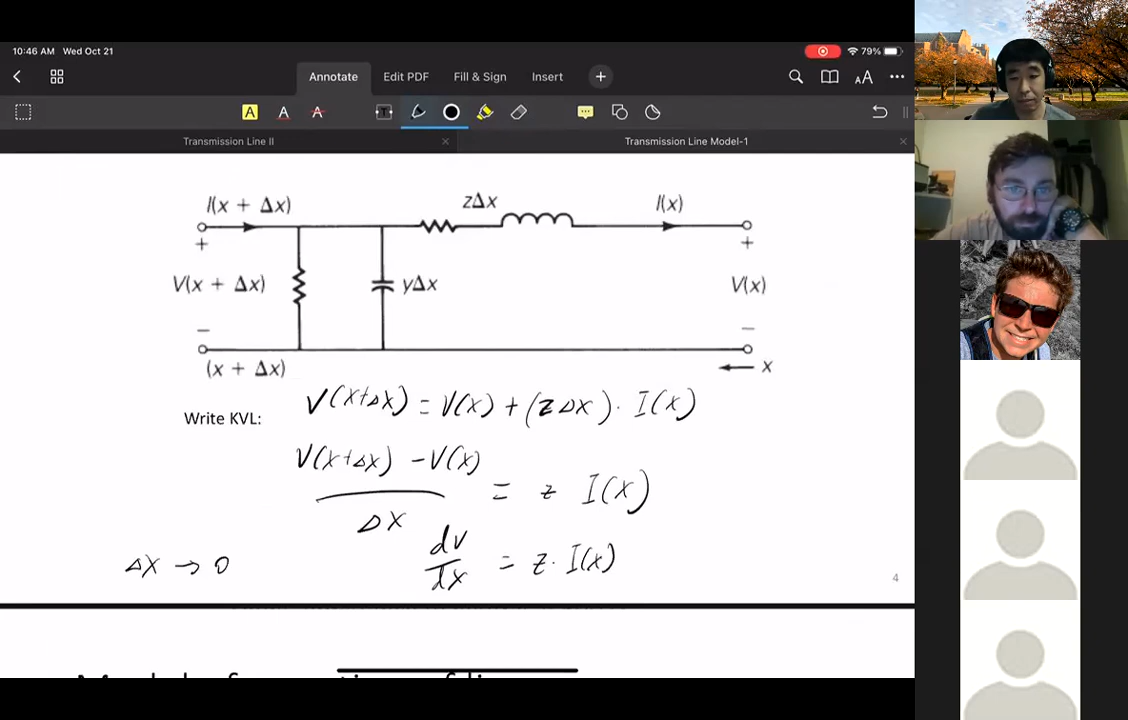 10:46 AM Wed Oct 21
79%
Annotate Edit PDF Fill & Sign Insert
AA
A A T
Transmission Line II Transmission Line Model-1
I(x + Δx) zΔx I(x)
+ +
V(x + Δx) yΔx V(x)
− −
(x + Δx) x
Write KVL: V(x+Δx) = V(x) + (zΔx) · I(x)
V(x+Δx) − V(x)
= z I(x)
Δx
Δx → 0 dv/dx = z · I(x)
4